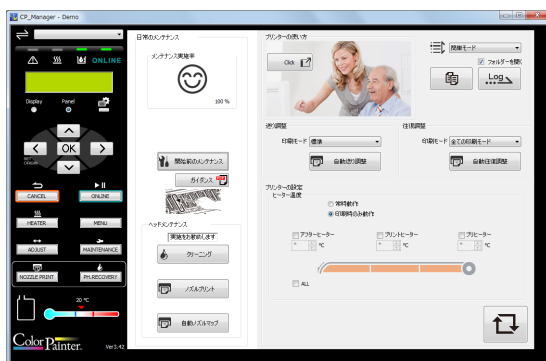 CP_Manager - Demo
ONLINE
Display
Panel
OK
SET
ORIGIN
CANCEL
ONLINE
HEATER
MENU
ADJUST
MAINTENANCE
NOZZLE PRINT
PH.RECOVERY
20 ℃
Color Painter.
Ver3.42
日常のメンテナンス
メンテナンス実施率
100 %
開始前のメンテナンス
ガイダンス
ヘッドメンテナンス
実施をお勧めします
クリーニング
ノズルプリント
自動ノズルマップ
プリンターの使い方
Click
簡単モード
フォルダーを開く
Log
送り調整
印刷モード 標準
自動送り調整
往復調整
印刷モード 全ての印刷モード
自動往復調整
プリンターの設定
ヒーター温度
常時動作
印刷時のみ動作
アフターヒーター
* ℃
プリントヒーター
* ℃
プリヒーター
* ℃
ALL